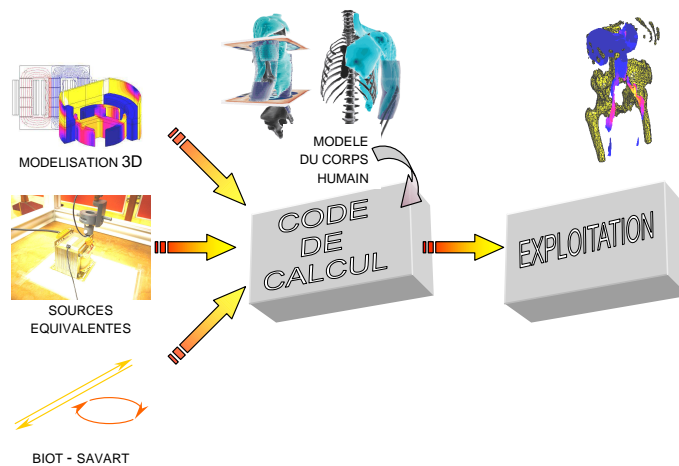 MODELISATION 3D
MODELE
DU CORPS
HUMAIN
CODE
DE
CALCUL
EXPLOITATION
SOURCES
EQUIVALENTES
BIOT - SAVART